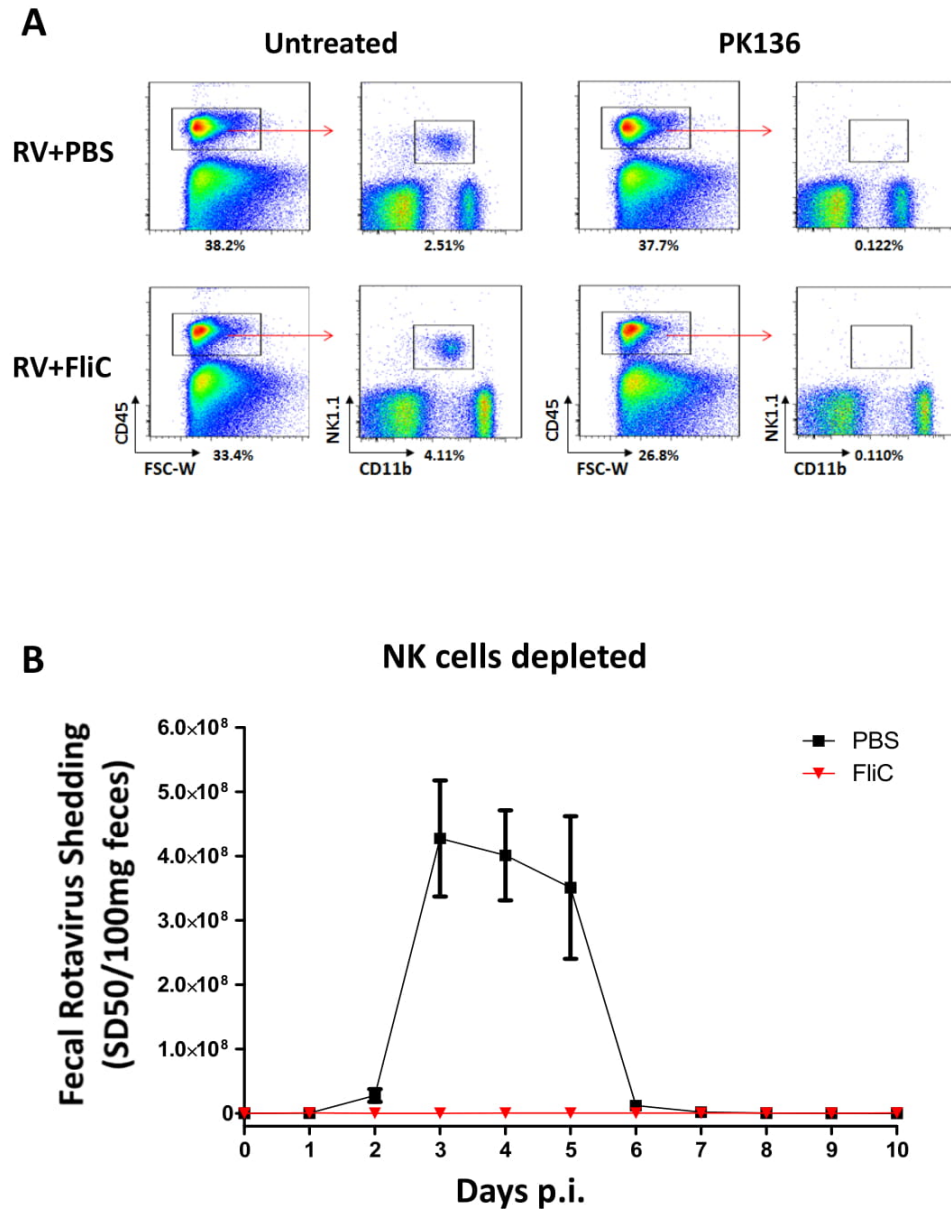 A
Untreated
PK136
RV+PBS
38.2%
2.51%
37.7%
0.122%
RV+FliC
CD45
NK1.1
CD45
NK1.1
33.4%
4.11%
26.8%
0.110%
FSC-W
CD11b
FSC-W
CD11b
B
NK cells depleted
Fecal Rotavirus Shedding
(SD50/100mg feces)
6.0×10⁸
5.0×10⁸
4.0×10⁸
3.0×10⁸
2.0×10⁸
1.0×10⁸
0
PBS
FliC
0 1 2 3 4 5 6 7 8 9 10
Days p.i.